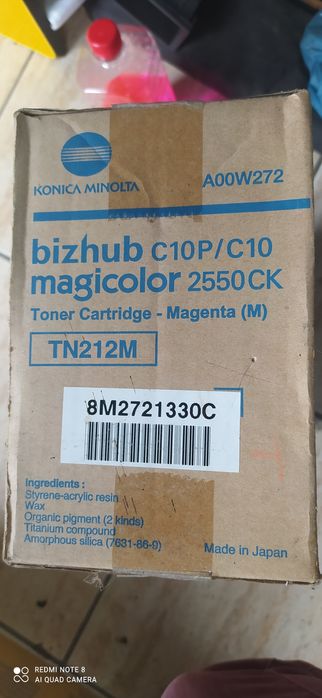 KONICA MINOLTA
A00W272
bizhub C10P/C10
magicolor 2550CK
Toner Cartridge - Magenta (M)
TN212M
8M2721330C
Ingredients :
Styrene-acrylic resin
Wax
Organic pigment (2 kinds)
Titanium compound
Amorphous silica (7631-86-9)
Made in Japan
REDMI NOTE 8
AI QUAD CAMERA